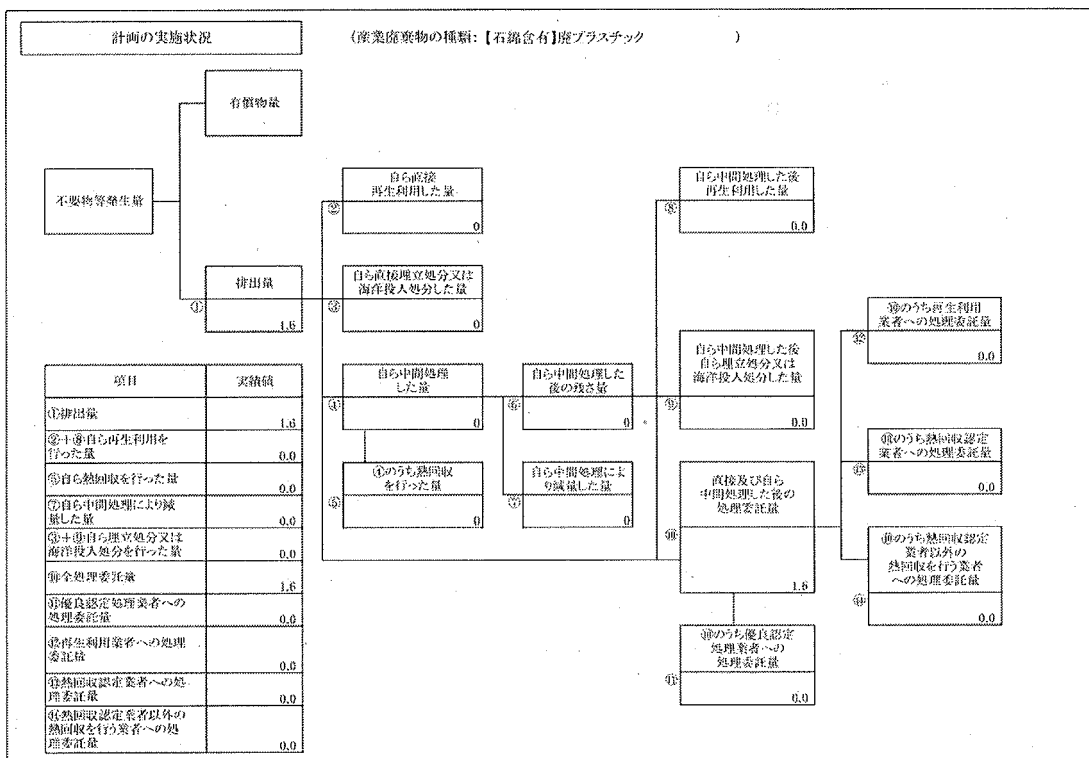 計画の実施状況
(産業廃棄物の種類:【石綿含有】廃プラスチック )
有償物量
不要物等発生量
排出量
①
1.6
自ら直接
再生利用した量
②
0
自ら直接埋立処分又は
海洋投入処分した量
③
0
自ら中間処理
した量
④
0
④のうち熱回収
を行った量
⑤
0
自ら中間処理した
後の残さ量
⑥
0
自ら中間処理によ
り減量した量
⑦
0
自ら中間処理した後
再生利用した量
⑧
0.0
自ら中間処理した後
自ら埋立処分又は
海洋投入処分した量
⑨
0.0
直接及び自ら
中間処理した後の
処理委託量
⑩
1.6
⑩のうち優良認定
処理業者への
処理委託量
⑪
0.0
⑩のうち再生利用
業者への処理委託量
⑫
0.0
⑩のうち熱回収認定
業者への処理委託量
⑬
0.0
⑩のうち熱回収認定
業者以外の
熱回収を行う業者
への処理委託量
⑭
0.0
項目 実績値
①排出量
1.6
②+⑧自ら再生利用を
行った量 0.0
⑤自ら熱回収を行った量
0.0
⑦自ら中間処理により減
量した量 0.0
③+⑨自ら埋立処分又は
海洋投入処分を行った量 0.0
⑩全処理委託量
1.6
⑪優良認定処理業者への
処理委託量 0.0
⑫再生利用業者への処理
委託量 0.0
⑬熱回収認定業者への処
理委託量 0.0
⑭熱回収認定業者以外の
熱回収を行う業者への処
理委託量 0.0